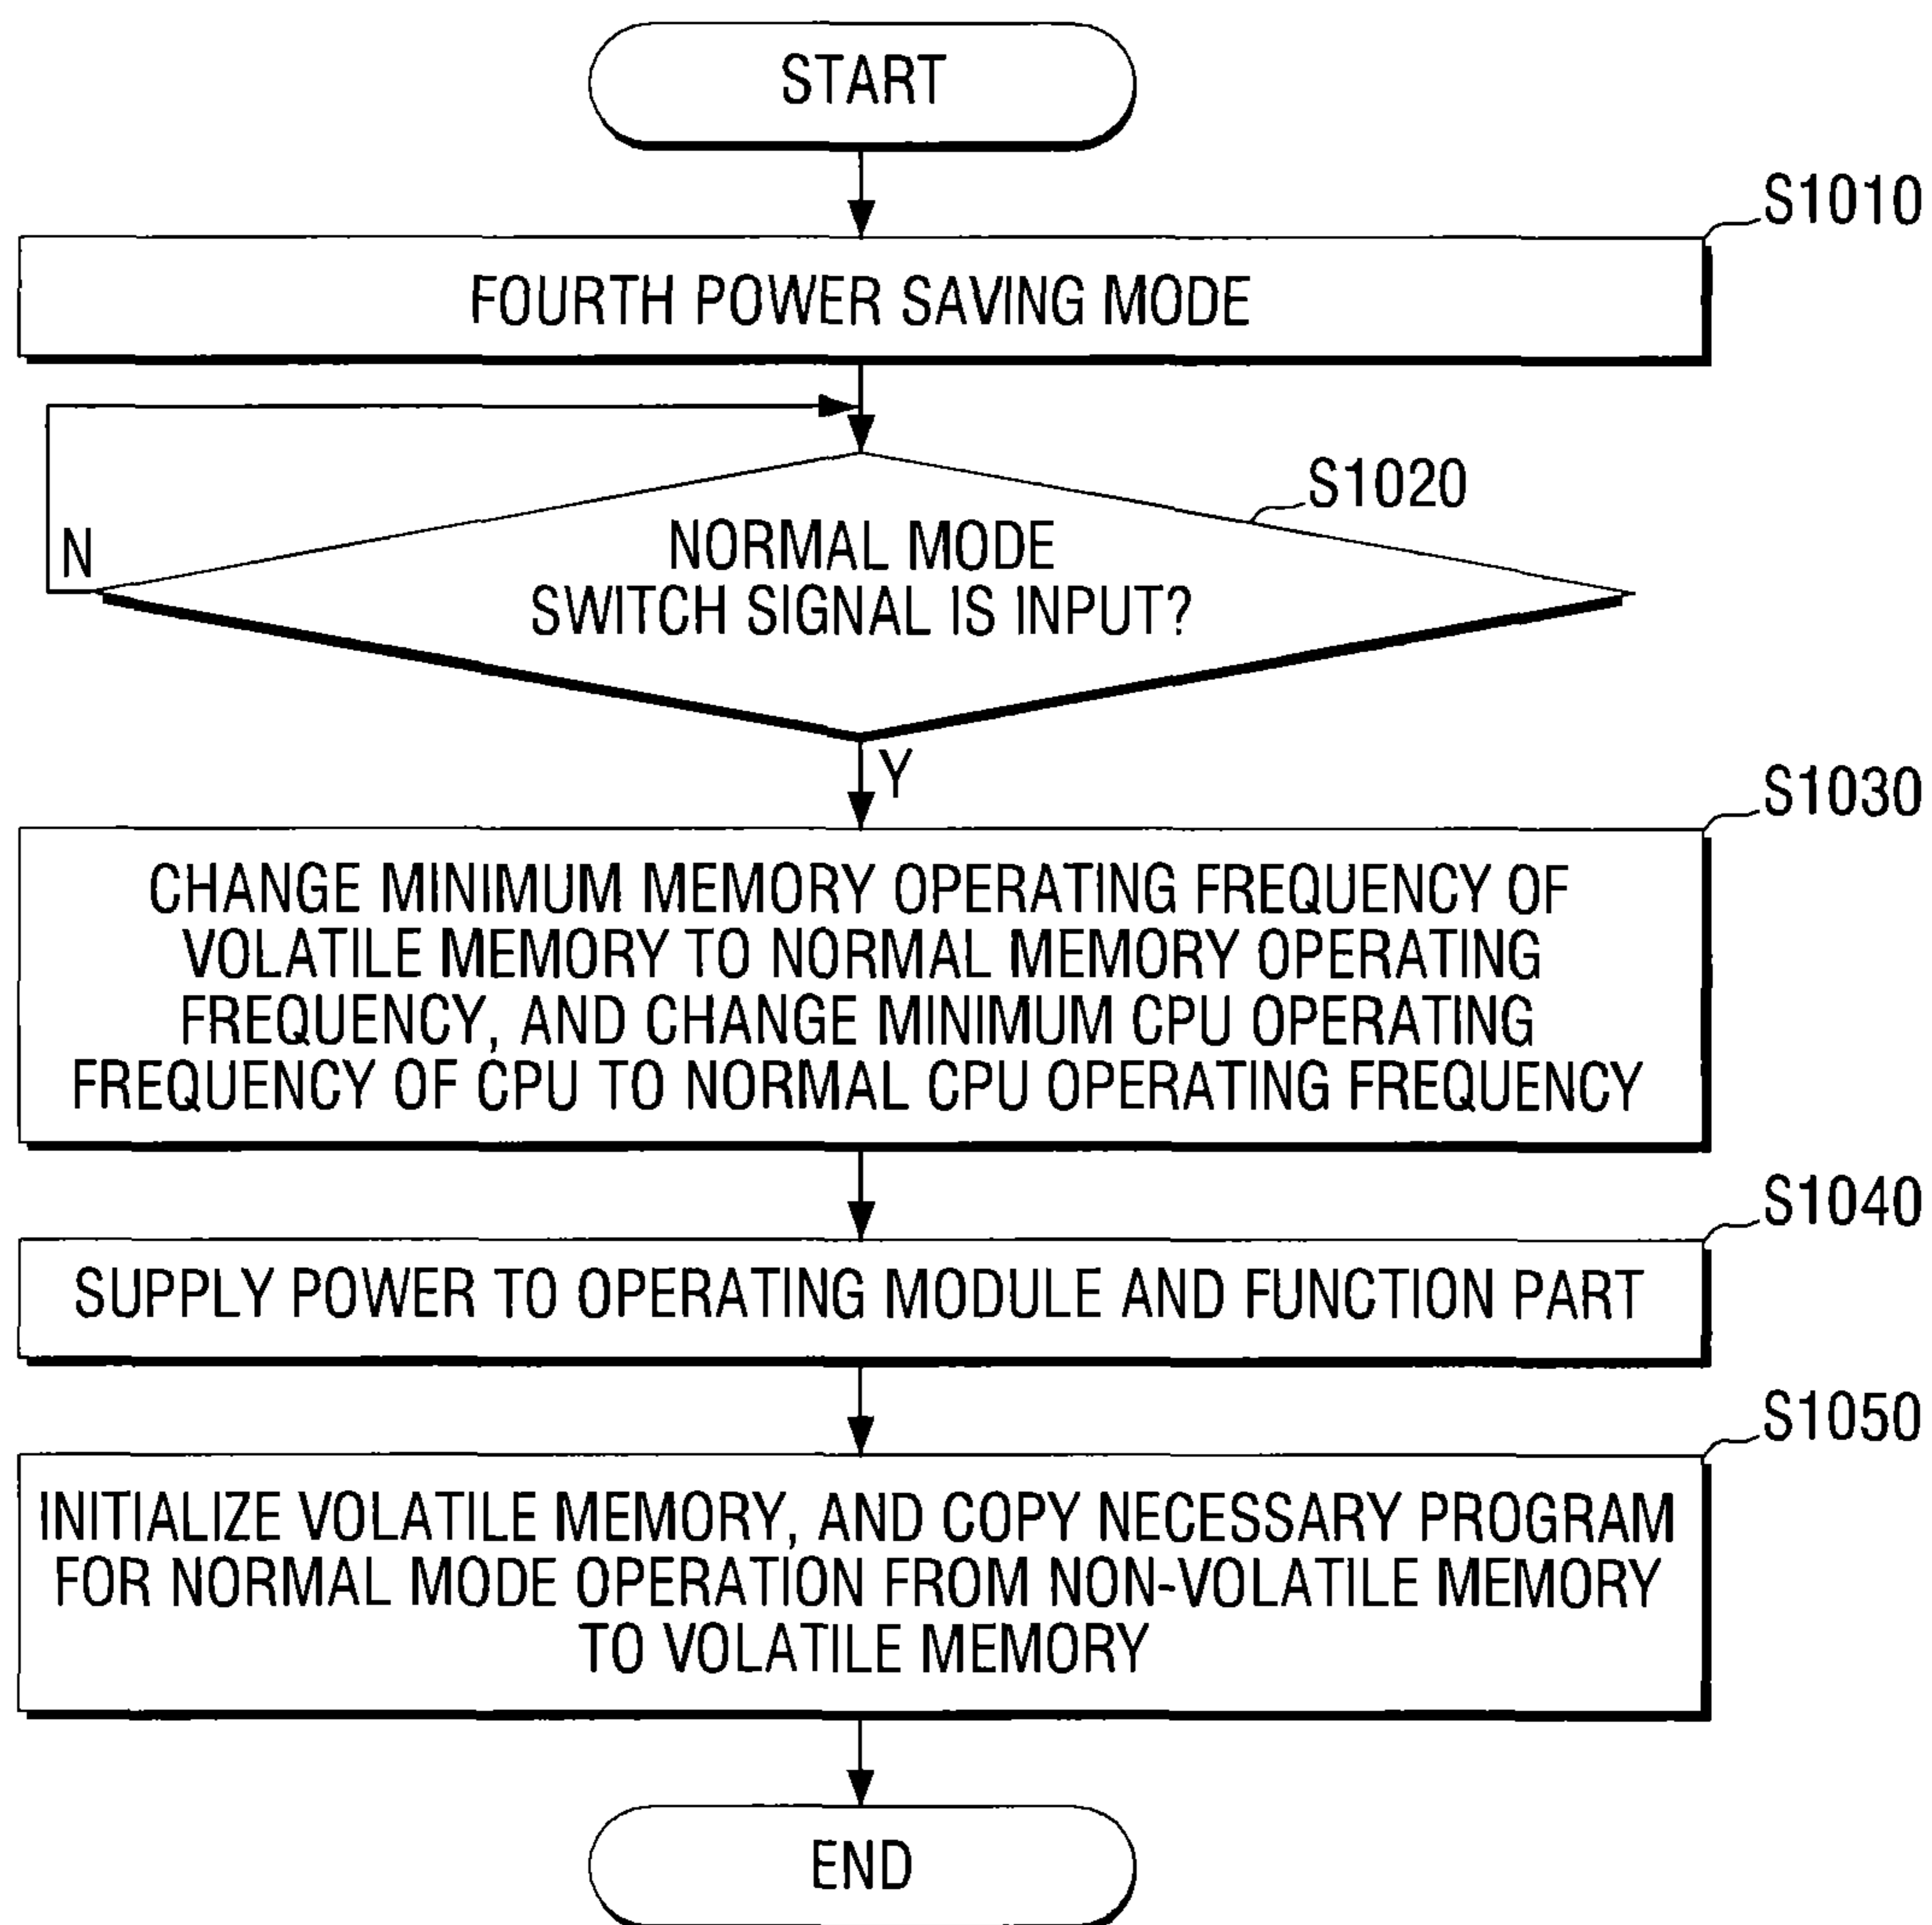 START
S1010
FOURTH POWER SAVING MODE
S1020
N
NORMAL MODE
SWITCH SIGNAL IS INPUT?
Y
S1030
CHANGE MINIMUM MEMORY OPERATING FREQUENCY OF
VOLATILE MEMORY TO NORMAL MEMORY OPERATING
FREQUENCY, AND CHANGE MINIMUM CPU OPERATING
FREQUENCY OF CPU TO NORMAL CPU OPERATING FREQUENCY
S1040
SUPPLY POWER TO OPERATING MODULE AND FUNCTION PART
S1050
INITIALIZE VOLATILE MEMORY, AND COPY NECESSARY PROGRAM
FOR NORMAL MODE OPERATION FROM NON-VOLATILE MEMORY
TO VOLATILE MEMORY
END